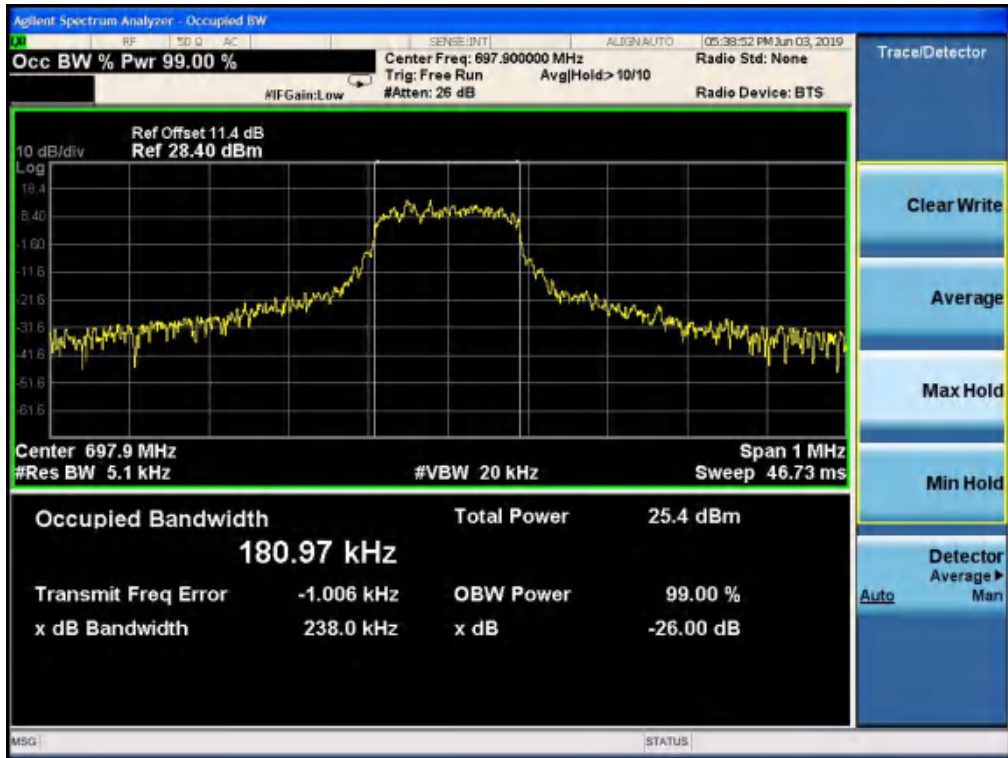 Agilent Spectrum Analyzer - Occupied BW
RF 50 Ω AC SENSE:INT ALIGN AUTO 05:38:52 PM Jun 03, 2019
Occ BW % Pwr 99.00 % Center Freq: 697.900000 MHz Radio Std: None
Trig: Free Run Avg|Hold:> 10/10
#IFGain:Low #Atten: 26 dB Radio Device: BTS
Trace/Detector
Ref Offset 11.4 dB
10 dB/div Ref 28.40 dBm
Log
18.4
8.40
-1.60
-11.6
-21.6
-31.6
-41.6
-51.6
-61.6
Center 697.9 MHz Span 1 MHz
#Res BW 5.1 kHz #VBW 20 kHz Sweep 46.73 ms
Occupied Bandwidth Total Power 25.4 dBm
180.97 kHz
Transmit Freq Error -1.006 kHz OBW Power 99.00 %
x dB Bandwidth 238.0 kHz x dB -26.00 dB
Clear Write
Average
Max Hold
Min Hold
Detector
Average▶
Auto Man
MSG STATUS